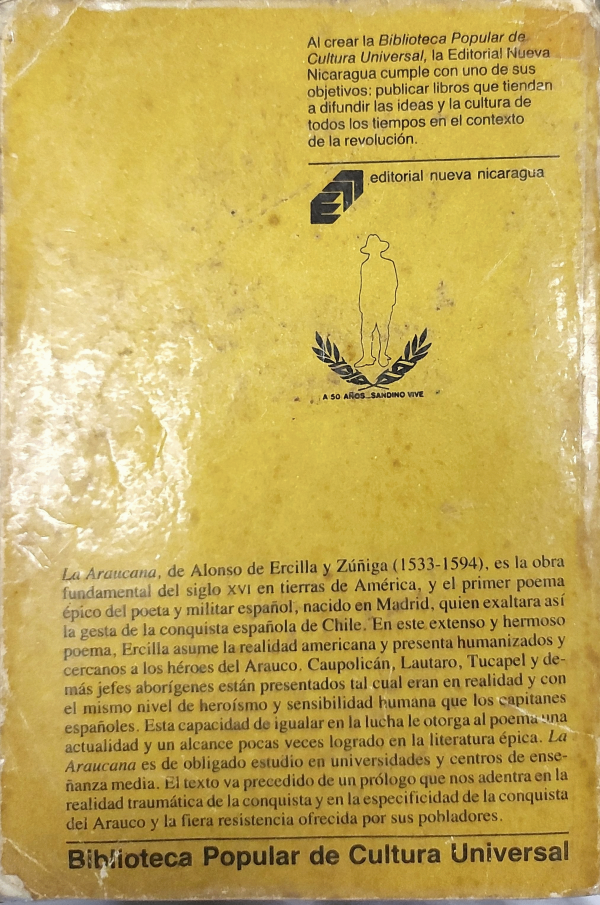 Al crear la Biblioteca Popular de
Cultura Universal, la Editorial Nueva
Nicaragua cumple con uno de sus
objetivos: publicar libros que tiendan
a difundir las ideas y la cultura de
todos los tiempos en el contexto
de la revolución.
editorial nueva nicaragua
A 50 AÑOS...SANDINO VIVE
La Araucana, de Alonso de Ercilla y Zúñiga (1533-1594), es la obra
fundamental del siglo XVI en tierras de América, y el primer poema
épico del poeta y militar español, nacido en Madrid, quien exaltara así
la gesta de la conquista española de Chile. En este extenso y hermoso
poema, Ercilla asume la realidad americana y presenta humanizados y
cercanos a los héroes del Arauco. Caupolicán, Lautaro, Tucapel y de-
más jefes aborígenes están presentados tal cual eran en realidad y con
el mismo nivel de heroísmo y sensibilidad humana que los capitanes
españoles. Esta capacidad de igualar en la lucha le otorga al poema una
actualidad y un alcance pocas veces logrado en la literatura épica. La
Araucana es de obligado estudio en universidades y centros de ense-
ñanza media. El texto va precedido de un prólogo que nos adentra en la
realidad traumática de la conquista y en la especificidad de la conquista
del Arauco y la fiera resistencia ofrecida por sus pobladores.
Biblioteca Popular de Cultura Universal